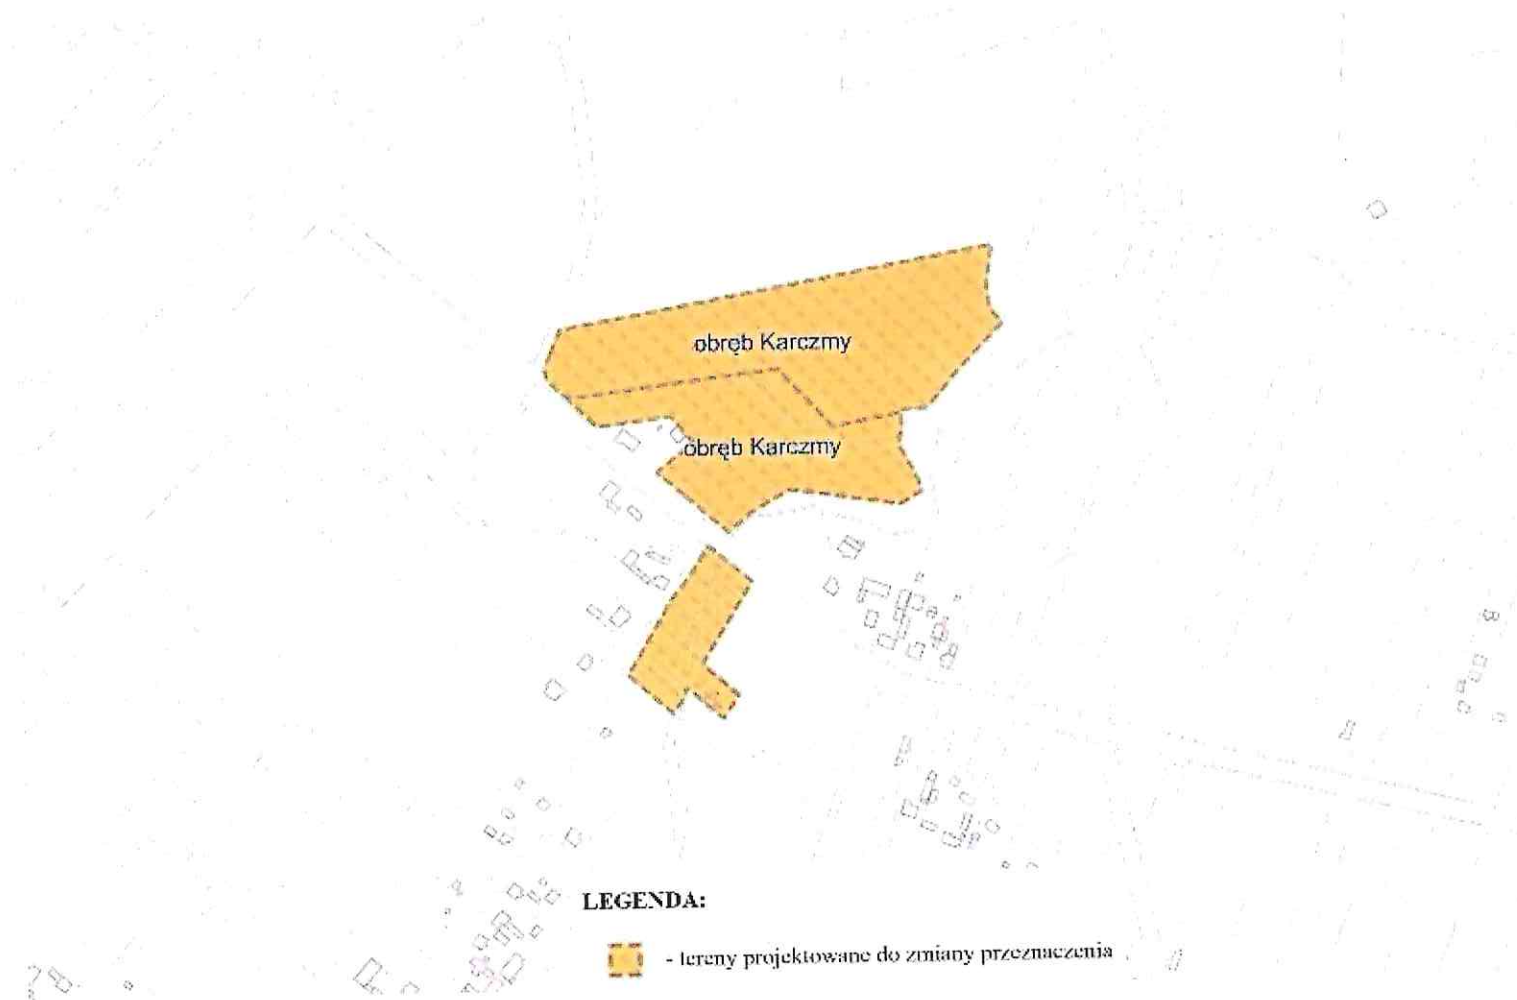 obręb Karczmy
obręb Karczmy
LEGENDA:
- tereny projektowane do zmiany przeznaczenia